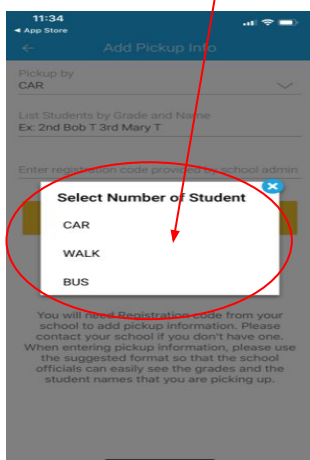 11:34
◄ App Store
← Add Pickup Info
Pickup by
CAR
List Students by Grade and Name
Ex: 2nd Bob T 3rd Mary T
Enter registration code provided by school admin
Select Number of Student
CAR
WALK
BUS
You will need Registration code from your
school to add pickup information. Please
contact your school if you don't have one.
When entering pickup information, please use
the suggested format so that the school
officials can easily see the grades and the
student names that you are picking up.